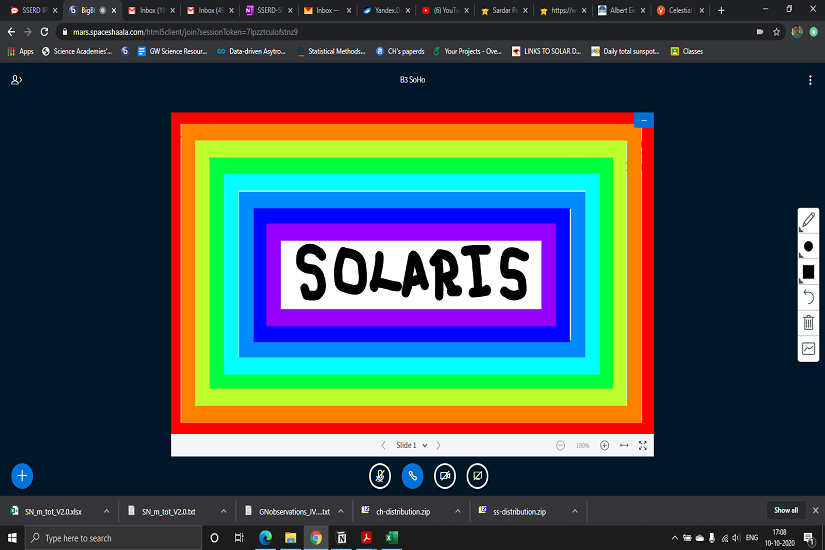 SSERD IP
BigBl
Inbox (19
Inbox (49
SSERD-S
Inbox —
Yandex.D
(6) YouTu
Sardar Pa
https://w
Albert Ei
Celestial
mars.spaceshaala.com/html5client/join?sessionToken=7lpzztculofstnz9
Apps
Science Academies'...
GW Science Resour...
Data-driven Asytro...
Statistical Methods...
CH's paperds
Your Projects - Ove...
LINKS TO SOLAR D...
Daily total sunspot...
Classes
B3 SoHo
SOLARIS
Slide 1
100%
SN_m_tot_V2.0.xlsx
SN_m_tot_V2.0.txt
GNobservations_JV....txt
ch-distribution.zip
ss-distribution.zip
Show all
Type here to search
ENG
17:08
10-10-2020